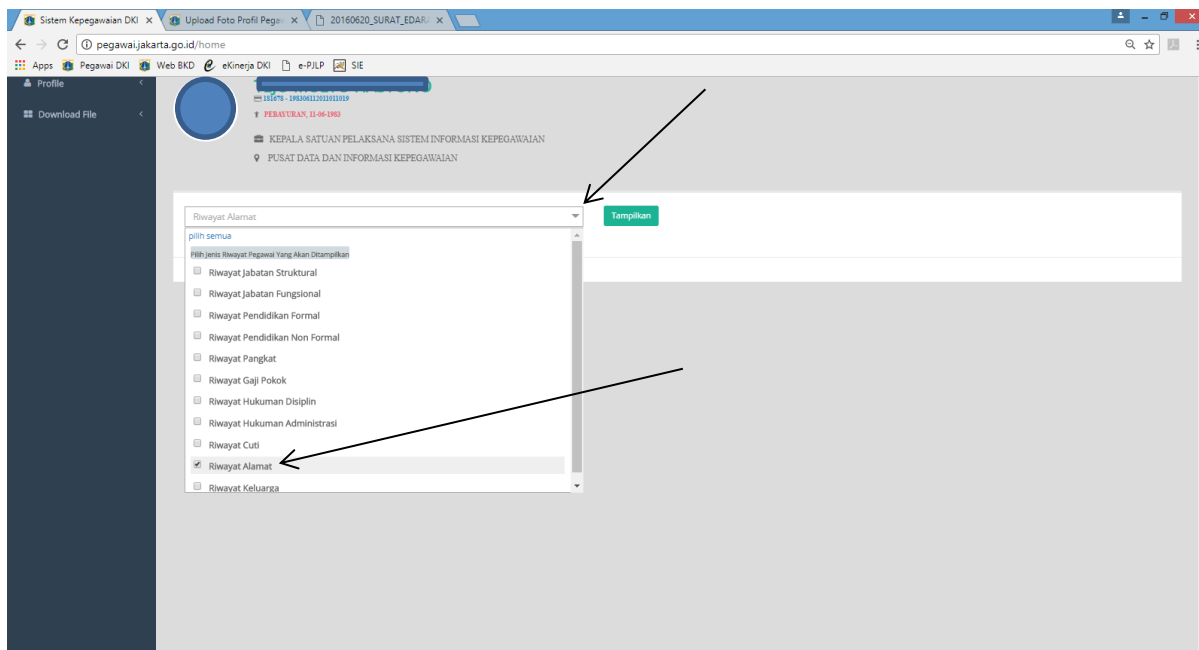 Sistem Kepegawaian DKI
Upload Foto Profil Pegaw
20160620_SURAT_EDARA
pegawai.jakarta.go.id/home
Apps Pegawai DKI Web BKD eKinerja DKI e-PJLP SIE
Profile
Download File
181678 - 198306112011011019
PERAYURAN, 11-06-1983
KEPALA SATUAN PELAKSANA SISTEM INFORMASI KEPEGAWAIAN
PUSAT DATA DAN INFORMASI KEPEGAWAIAN
Riwayat Alamat
Tampilkan
pilih semua
Pilih Jenis Riwayat Pegawai Yang Akan Ditampilkan
Riwayat Jabatan Struktural
Riwayat Jabatan Fungsional
Riwayat Pendidikan Formal
Riwayat Pendidikan Non Formal
Riwayat Pangkat
Riwayat Gaji Pokok
Riwayat Hukuman Disiplin
Riwayat Hukuman Administrasi
Riwayat Cuti
Riwayat Alamat
Riwayat Keluarga